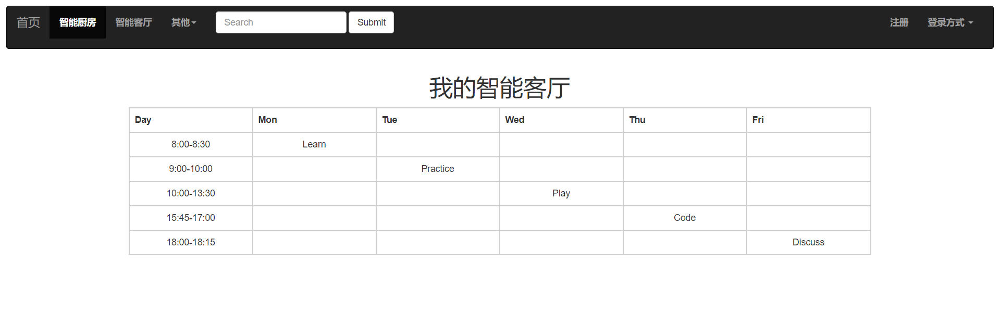 首页 智能厨房 智能客厅 其他 Search Submit 注册 登录方式
我的智能客厅
Day Mon Tue Wed Thu Fri
8:00-8:30 Learn
9:00-10:00 Practice
10:00-13:30 Play
15:45-17:00 Code
18:00-18:15 Discuss